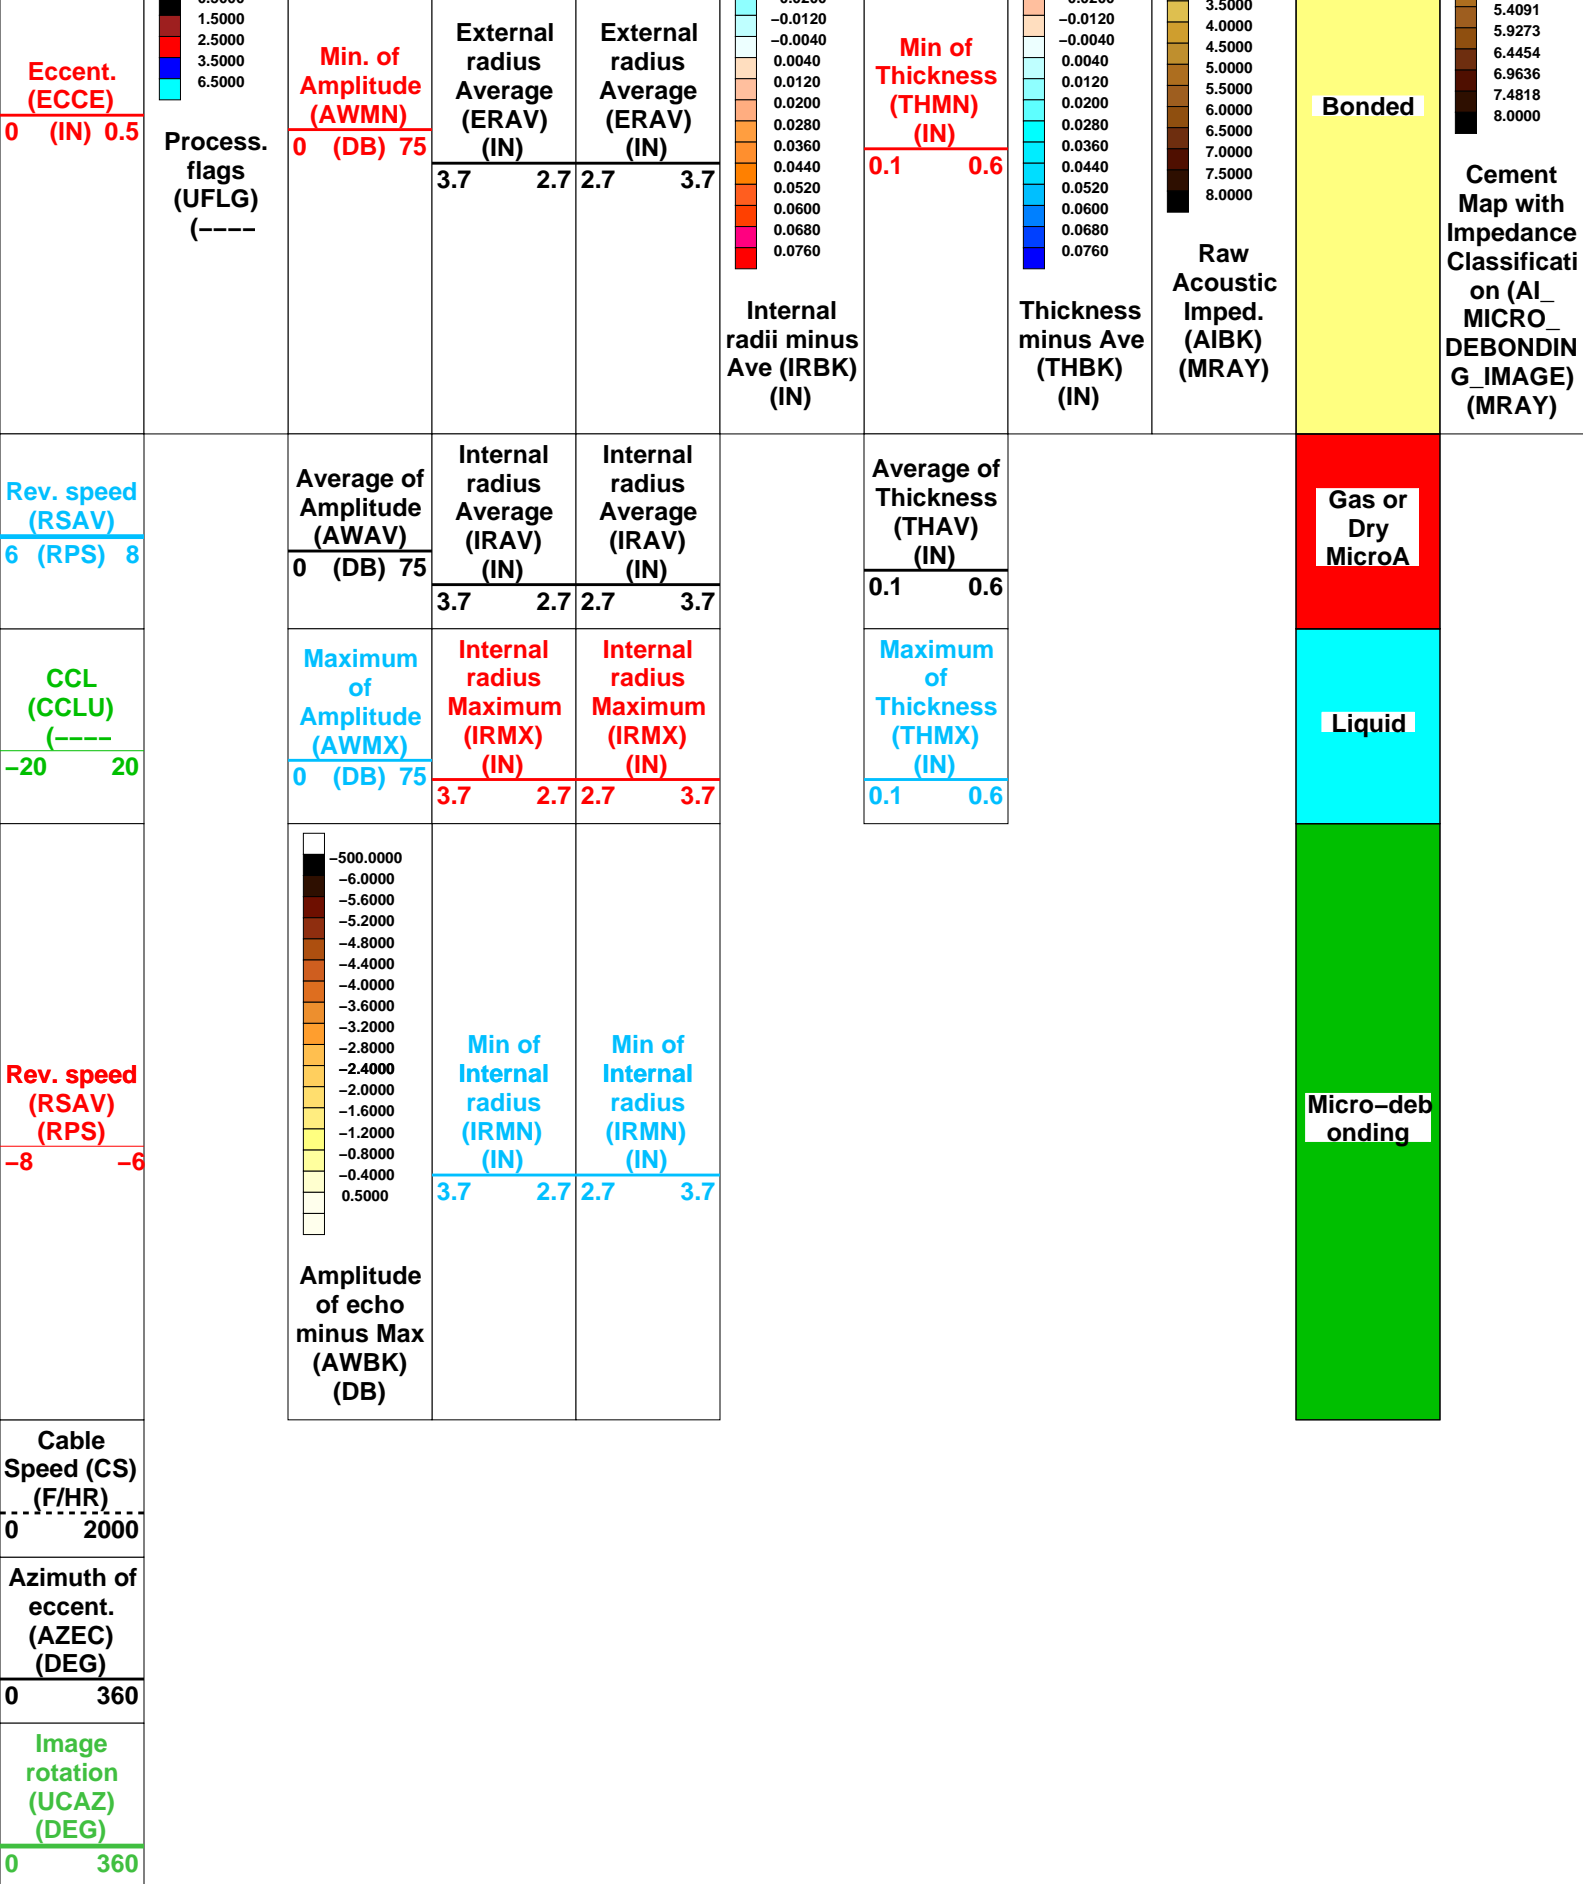 Eccent.
(ECCE)
0 (IN) 0.5
1.5000
2.5000
3.5000
6.5000
Process.
flags
(UFLG)
(----
Min. of
Amplitude
(AWMN)
0 (DB) 75
External
radius
Average
(ERAV)
(IN)
3.7 2.7
External
radius
Average
(ERAV)
(IN)
2.7 3.7
-0.0120
-0.0040
0.0040
0.0120
0.0200
0.0280
0.0360
0.0440
0.0520
0.0600
0.0680
0.0760
Internal
radii minus
Ave (IRBK)
(IN)
Min of
Thickness
(THMN)
(IN)
0.1 0.6
-0.0120
-0.0040
0.0040
0.0120
0.0200
0.0280
0.0360
0.0440
0.0520
0.0600
0.0680
0.0760
Thickness
minus Ave
(THBK)
(IN)
3.5000
4.0000
4.5000
5.0000
5.5000
6.0000
6.5000
7.0000
7.5000
8.0000
Raw
Acoustic
Imped.
(AIBK)
(MRAY)
Bonded
5.4091
5.9273
6.4454
6.9636
7.4818
8.0000
Cement
Map with
Impedance
Classificati
on (AI_
MICRO_
DEBONDIN
G_IMAGE)
(MRAY)
Rev. speed
(RSAV)
6 (RPS) 8
Average of
Amplitude
(AWAV)
0 (DB) 75
Internal
radius
Average
(IRAV)
(IN)
3.7 2.7
Internal
radius
Average
(IRAV)
(IN)
2.7 3.7
Average of
Thickness
(THAV)
(IN)
0.1 0.6
Gas or
Dry
MicroA
CCL
(CCLU)
(----
-20 20
Maximum
of
Amplitude
(AWMX)
0 (DB) 75
Internal
radius
Maximum
(IRMX)
(IN)
3.7 2.7
Internal
radius
Maximum
(IRMX)
(IN)
2.7 3.7
Maximum
of
Thickness
(THMX)
(IN)
0.1 0.6
Liquid
Rev. speed
(RSAV)
(RPS)
-8 -6
-500.0000
-6.0000
-5.6000
-5.2000
-4.8000
-4.4000
-4.0000
-3.6000
-3.2000
-2.8000
-2.4000
-2.0000
-1.6000
-1.2000
-0.8000
-0.4000
0.5000
Amplitude
of echo
minus Max
(AWBK)
(DB)
Min of
Internal
radius
(IRMN)
(IN)
3.7 2.7
Min of
Internal
radius
(IRMN)
(IN)
2.7 3.7
Micro-deb
onding
Cable
Speed (CS)
(F/HR)
0 2000
Azimuth of
eccent.
(AZEC)
(DEG)
0 360
Image
rotation
(UCAZ)
(DEG)
0 360